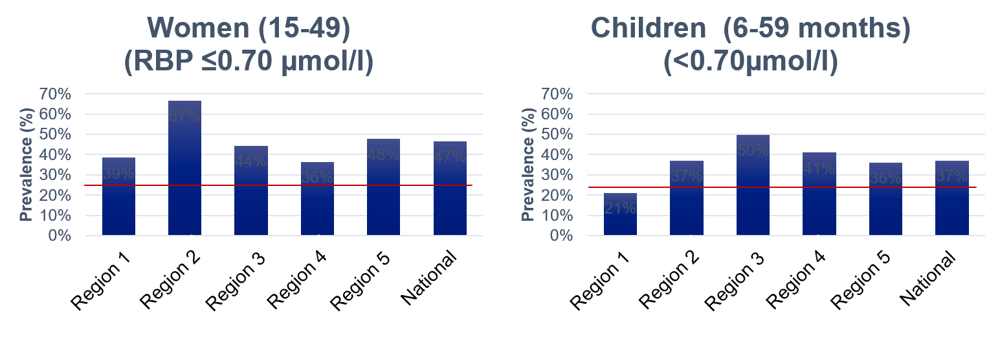 Women (15-49)
(RBP ≤0.70 µmol/l)
Prevalence (%)
70%
60%
50%
40%
30%
20%
10%
0%
39%
67%
44%
36%
48%
47%
Region 1
Region 2
Region 3
Region 4
Region 5
National
Children (6-59 months)
(<0.70µmol/l)
Prevalence (%)
70%
60%
50%
40%
30%
20%
10%
0%
21%
37%
50%
41%
36%
37%
Region 1
Region 2
Region 3
Region 4
Region 5
National